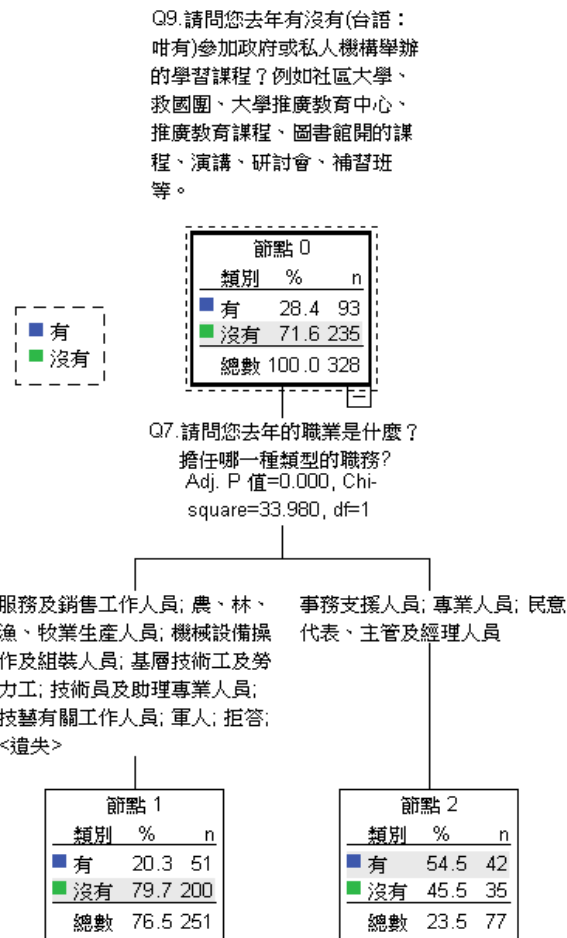 Q9.請問您去年有沒有(台語：
咁有)參加政府或私人機構舉辦
的學習課程？例如社區大學、
救國團、大學推廣教育中心、
推廣教育課程、圖書館開的課
程、演講、研討會、補習班
等。
節點 0
類別 % n
有 28.4 93
沒有 71.6 235
總數 100.0 328
有
沒有
Q7.請問您去年的職業是什麼？
擔任哪一種類型的職務?
Adj. P 值=0.000, Chi-
square=33.980, df=1
服務及銷售工作人員; 農、林、
漁、牧業生產人員; 機械設備操
作及組裝人員; 基層技術工及勞
力工; 技術員及助理專業人員;
技藝有關工作人員; 軍人; 拒答;
<遺失>
事務支援人員; 專業人員; 民意
代表、主管及經理人員
節點 1
類別 % n
有 20.3 51
沒有 79.7 200
總數 76.5 251
節點 2
類別 % n
有 54.5 42
沒有 45.5 35
總數 23.5 77